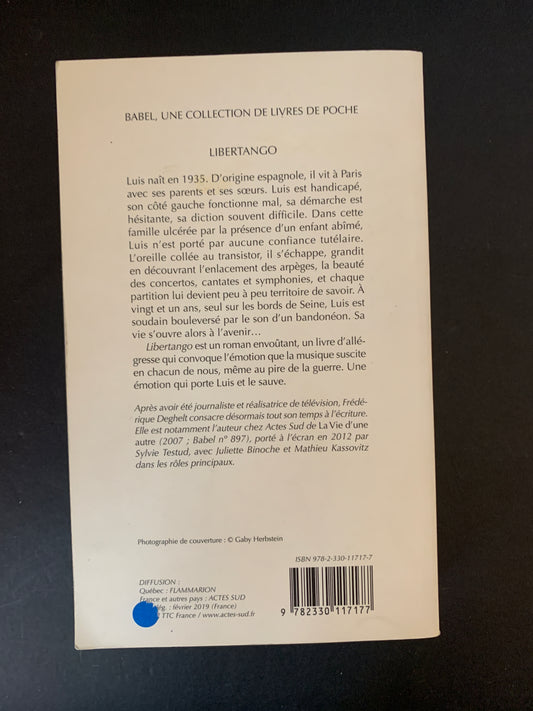 BABEL, UNE COLLECTION DE LIVRES DE POCHE
LIBERTANGO
Luis naît en 1935. D'origine espagnole, il vit à Paris
avec ses parents et ses sœurs. Luis est handicapé,
son côté gauche fonctionne mal, sa démarche est
hésitante, sa diction souvent difficile. Dans cette
famille ulcérée par la présence d'un enfant abîmé,
Luis n'est porté par aucune confiance tutélaire.
L'oreille collée au transistor, il s'échappe, grandit
en découvrant l'enlacement des arpèges, la beauté
des concertos, cantates et symphonies, et chaque
partition lui devient peu à peu territoire de savoir. À
vingt et un ans, seul sur les bords de Seine, Luis est
soudain bouleversé par le son d'un bandonéon. Sa
vie s'ouvre alors à l'avenir…
Libertango est un roman envoûtant, un livre d'allé-
gresse qui convoque l'émotion que la musique suscite
en chacun de nous, même au pire de la guerre. Une
émotion qui porte Luis et le sauve.
Après avoir été journaliste et réalisatrice de télévision, Frédé-
rique Deghelt consacre désormais tout son temps à l'écriture.
Elle est notamment l'auteur chez Actes Sud de La Vie d'une
autre (2007 ; Babel n° 897), porté à l'écran en 2012 par
Sylvie Testud, avec Juliette Binoche et Mathieu Kassovitz
dans les rôles principaux.
Photographie de couverture : © Gaby Herbstein
ISBN 978-2-330-11717-7
DIFFUSION :
Québec : FLAMMARION
France et autres pays : ACTES SUD
lég. : février 2019 (France)
TTC France / www.actes-sud.fr
9 782330 117177